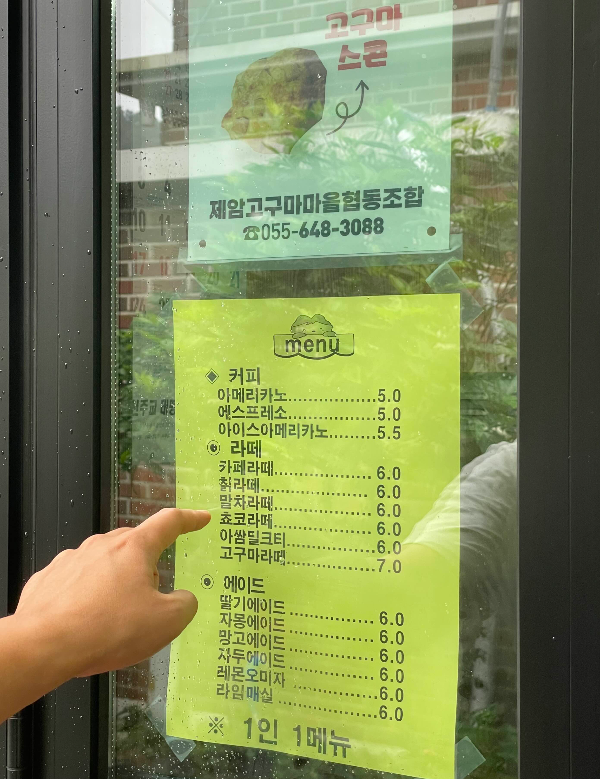 고구마
스콘
제암고구마마을협동조합
☎055-648-3088
menu
◈ 커피
아메리카노..................5.0
에스프레소..................5.0
아이스아메리카노..........5.5
라떼
카페라떼..................... 6.0
칡라떼........................ 6.0
말차라떼..................... 6.0
쵸코라떼..................... 6.0
아쌈밀크티..................6.0
고구마라떼..................7.0
에이드
딸기에이드 .................. 6.0
자몽에이드 .................. 6.0
망고에이드 .................. 6.0
자두에이드 .................. 6.0
레몬오미자 ...................6.0
라임매실 ......................6.0
※ 1인 1메뉴